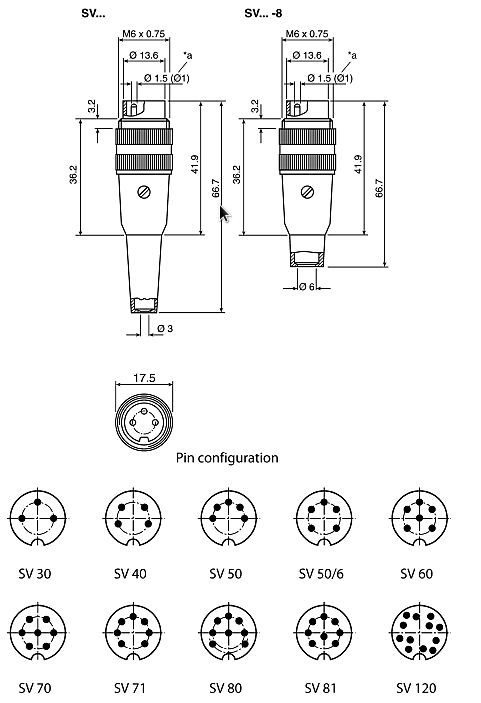 SV... SV... -8
M6 x 0.75 M6 x 0.75
Ø 13.6 *a Ø 13.6 *a
Ø 1.5 (Ø1) Ø 1.5 (Ø1)
3.2 3.2
36.2 41.9 66.7 36.2 41.9 66.7
Ø 6
Ø 3
17.5
Pin configuration
SV 30 SV 40 SV 50 SV 50/6 SV 60
SV 70 SV 71 SV 80 SV 81 SV 120